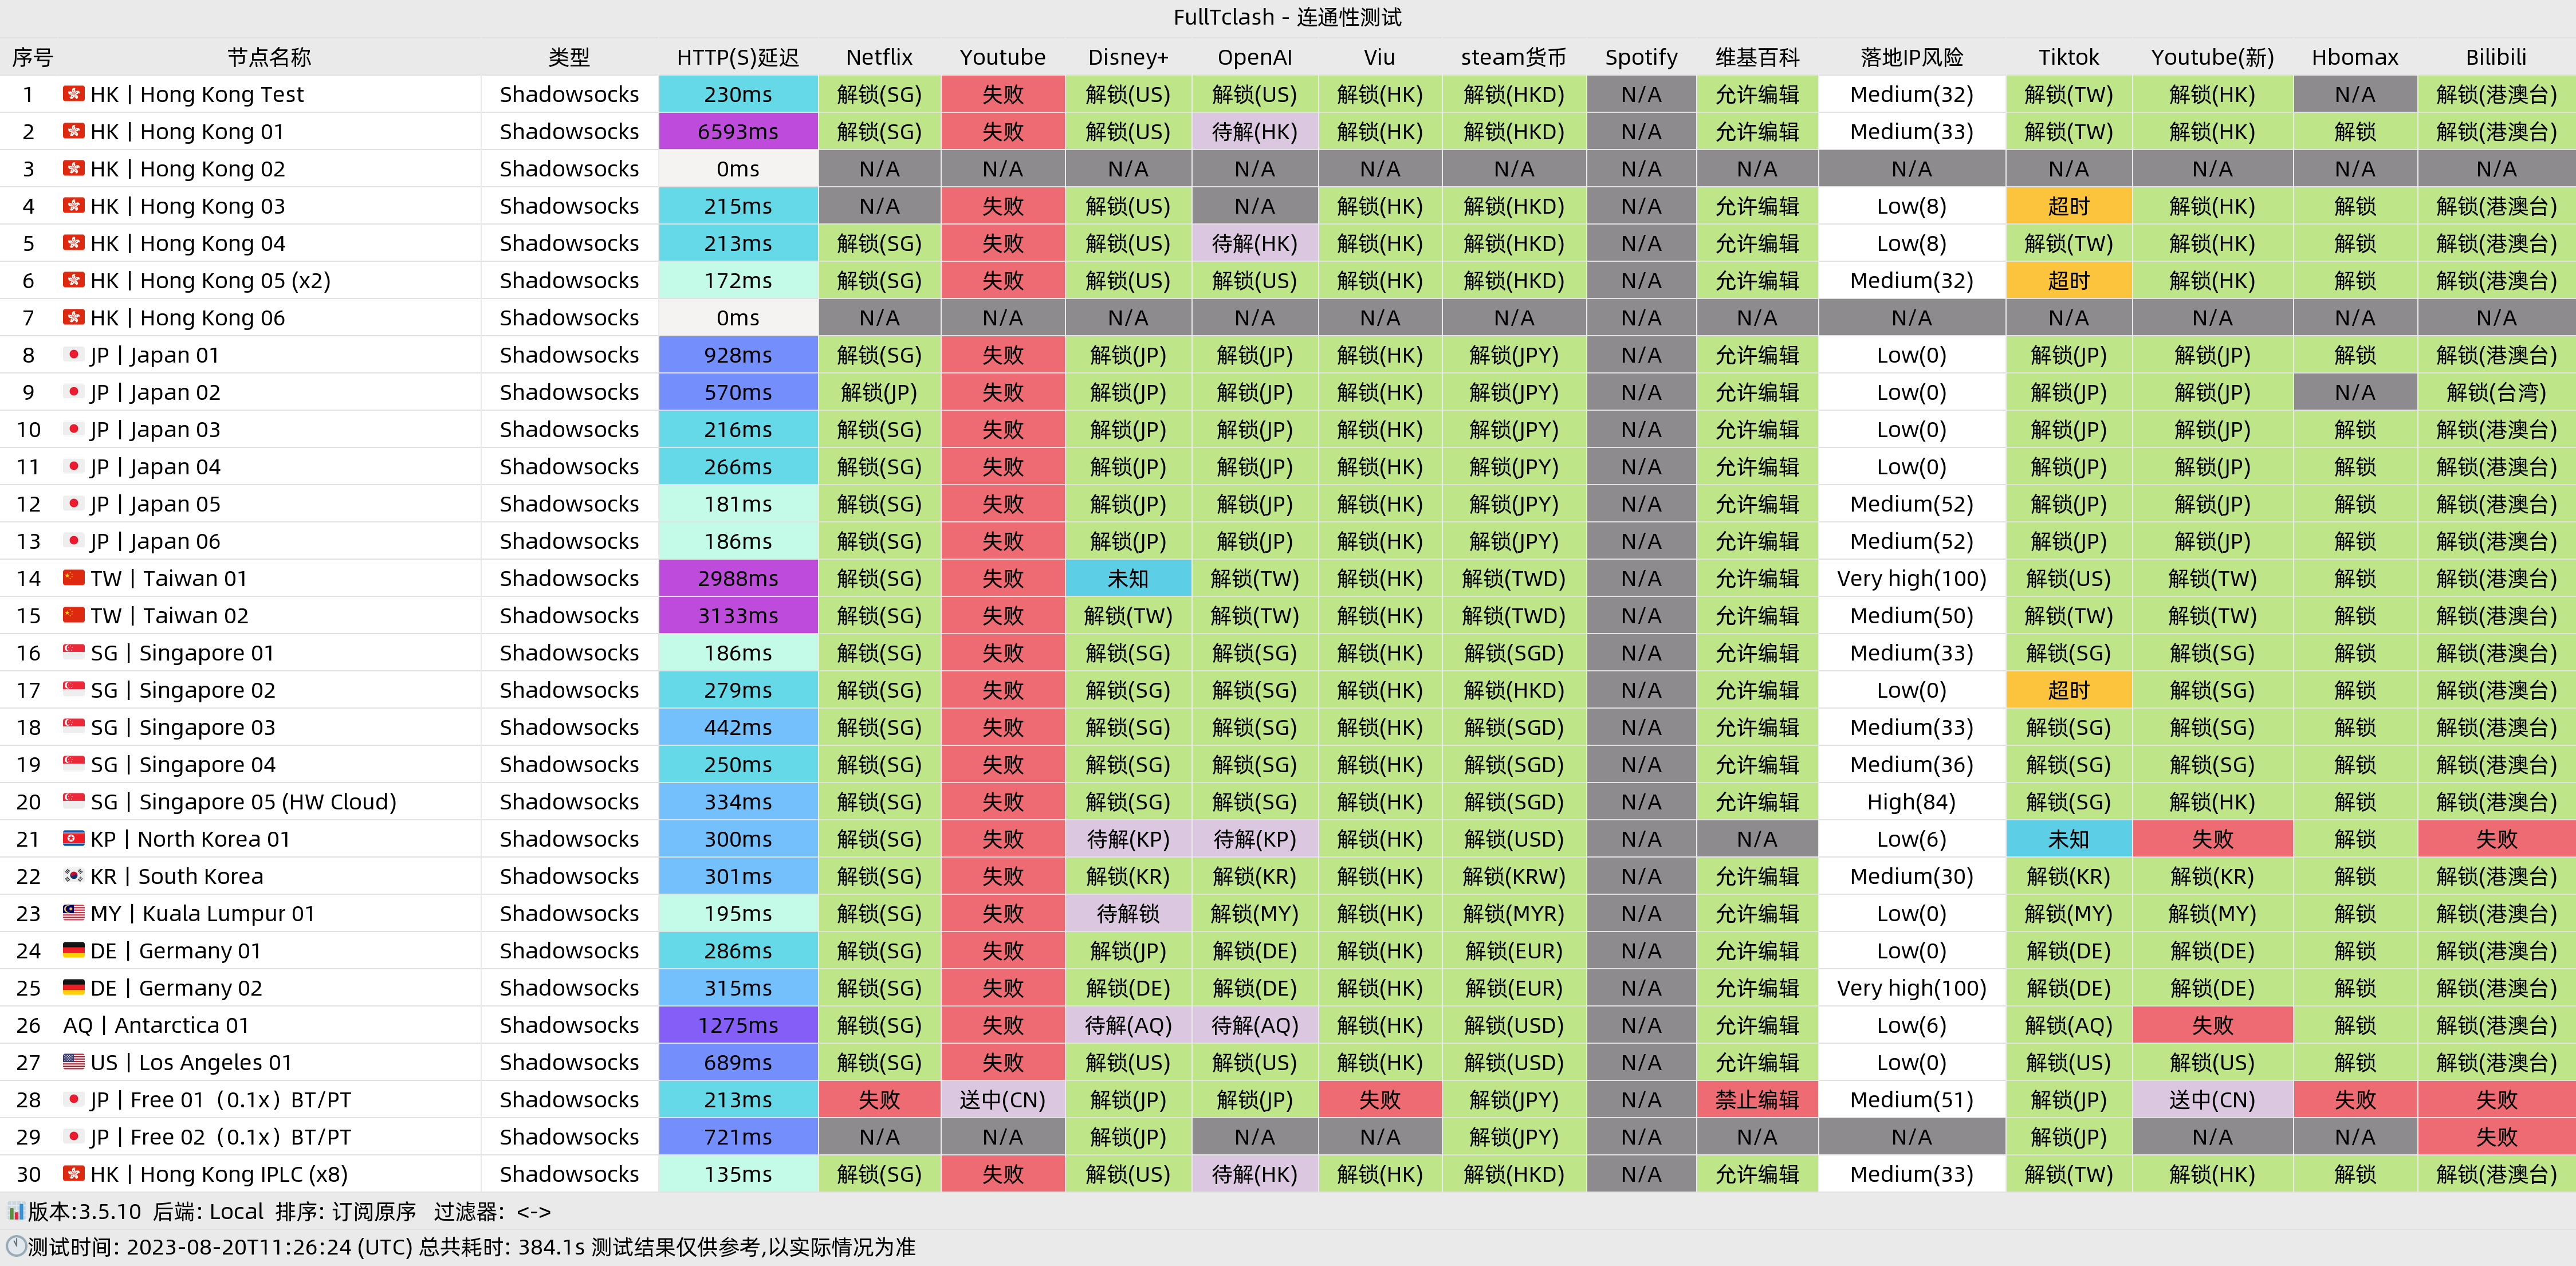 FullTclash - 连通性测试
序号 节点名称 类型 HTTP(S)延迟 Netflix Youtube Disney+ OpenAI Viu steam货币 Spotify 维基百科 落地IP风险 Tiktok Youtube(新) Hbomax Bilibili
1 HK | Hong Kong Test Shadowsocks 230ms 解锁(SG) 失败 解锁(US) 解锁(US) 解锁(HK) 解锁(HKD) N/A 允许编辑 Medium(32) 解锁(TW) 解锁(HK) N/A 解锁(港澳台)
2 HK | Hong Kong 01 Shadowsocks 6593ms 解锁(SG) 失败 解锁(US) 待解(HK) 解锁(HK) 解锁(HKD) N/A 允许编辑 Medium(33) 解锁(TW) 解锁(HK) 解锁 解锁(港澳台)
3 HK | Hong Kong 02 Shadowsocks 0ms N/A N/A N/A N/A N/A N/A N/A N/A N/A N/A N/A N/A N/A
4 HK | Hong Kong 03 Shadowsocks 215ms N/A 失败 解锁(US) N/A 解锁(HK) 解锁(HKD) N/A 允许编辑 Low(8) 超时 解锁(HK) 解锁 解锁(港澳台)
5 HK | Hong Kong 04 Shadowsocks 213ms 解锁(SG) 失败 解锁(US) 待解(HK) 解锁(HK) 解锁(HKD) N/A 允许编辑 Low(8) 解锁(TW) 解锁(HK) 解锁 解锁(港澳台)
6 HK | Hong Kong 05 (x2) Shadowsocks 172ms 解锁(SG) 失败 解锁(US) 解锁(US) 解锁(HK) 解锁(HKD) N/A 允许编辑 Medium(32) 超时 解锁(HK) 解锁 解锁(港澳台)
7 HK | Hong Kong 06 Shadowsocks 0ms N/A N/A N/A N/A N/A N/A N/A N/A N/A N/A N/A N/A N/A
8 JP | Japan 01 Shadowsocks 928ms 解锁(SG) 失败 解锁(JP) 解锁(JP) 解锁(HK) 解锁(JPY) N/A 允许编辑 Low(0) 解锁(JP) 解锁(JP) 解锁 解锁(港澳台)
9 JP | Japan 02 Shadowsocks 570ms 解锁(JP) 失败 解锁(JP) 解锁(JP) 解锁(HK) 解锁(JPY) N/A 允许编辑 Low(0) 解锁(JP) 解锁(JP) N/A 解锁(台湾)
10 JP | Japan 03 Shadowsocks 216ms 解锁(SG) 失败 解锁(JP) 解锁(JP) 解锁(HK) 解锁(JPY) N/A 允许编辑 Low(0) 解锁(JP) 解锁(JP) 解锁 解锁(港澳台)
11 JP | Japan 04 Shadowsocks 266ms 解锁(SG) 失败 解锁(JP) 解锁(JP) 解锁(HK) 解锁(JPY) N/A 允许编辑 Low(0) 解锁(JP) 解锁(JP) 解锁 解锁(港澳台)
12 JP | Japan 05 Shadowsocks 181ms 解锁(SG) 失败 解锁(JP) 解锁(JP) 解锁(HK) 解锁(JPY) N/A 允许编辑 Medium(52) 解锁(JP) 解锁(JP) 解锁 解锁(港澳台)
13 JP | Japan 06 Shadowsocks 186ms 解锁(SG) 失败 解锁(JP) 解锁(JP) 解锁(HK) 解锁(JPY) N/A 允许编辑 Medium(52) 解锁(JP) 解锁(JP) 解锁 解锁(港澳台)
14 TW | Taiwan 01 Shadowsocks 2988ms 解锁(SG) 失败 未知 解锁(TW) 解锁(HK) 解锁(TWD) N/A 允许编辑 Very high(100) 解锁(US) 解锁(TW) 解锁 解锁(港澳台)
15 TW | Taiwan 02 Shadowsocks 3133ms 解锁(SG) 失败 解锁(TW) 解锁(TW) 解锁(HK) 解锁(TWD) N/A 允许编辑 Medium(50) 解锁(TW) 解锁(TW) 解锁 解锁(港澳台)
16 SG | Singapore 01 Shadowsocks 186ms 解锁(SG) 失败 解锁(SG) 解锁(SG) 解锁(HK) 解锁(SGD) N/A 允许编辑 Medium(33) 解锁(SG) 解锁(SG) 解锁 解锁(港澳台)
17 SG | Singapore 02 Shadowsocks 279ms 解锁(SG) 失败 解锁(SG) 解锁(SG) 解锁(HK) 解锁(HKD) N/A 允许编辑 Low(0) 超时 解锁(SG) 解锁 解锁(港澳台)
18 SG | Singapore 03 Shadowsocks 442ms 解锁(SG) 失败 解锁(SG) 解锁(SG) 解锁(HK) 解锁(SGD) N/A 允许编辑 Medium(33) 解锁(SG) 解锁(SG) 解锁 解锁(港澳台)
19 SG | Singapore 04 Shadowsocks 250ms 解锁(SG) 失败 解锁(SG) 解锁(SG) 解锁(HK) 解锁(SGD) N/A 允许编辑 Medium(36) 解锁(SG) 解锁(SG) 解锁 解锁(港澳台)
20 SG | Singapore 05 (HW Cloud) Shadowsocks 334ms 解锁(SG) 失败 解锁(SG) 解锁(SG) 解锁(HK) 解锁(SGD) N/A 允许编辑 High(84) 解锁(SG) 解锁(HK) 解锁 解锁(港澳台)
21 KP | North Korea 01 Shadowsocks 300ms 解锁(SG) 失败 待解(KP) 待解(KP) 解锁(HK) 解锁(USD) N/A N/A Low(6) 未知 失败 解锁 失败
22 KR | South Korea Shadowsocks 301ms 解锁(SG) 失败 解锁(KR) 解锁(KR) 解锁(HK) 解锁(KRW) N/A 允许编辑 Medium(30) 解锁(KR) 解锁(KR) 解锁 解锁(港澳台)
23 MY | Kuala Lumpur 01 Shadowsocks 195ms 解锁(SG) 失败 待解锁 解锁(MY) 解锁(HK) 解锁(MYR) N/A 允许编辑 Low(0) 解锁(MY) 解锁(MY) 解锁 解锁(港澳台)
24 DE | Germany 01 Shadowsocks 286ms 解锁(SG) 失败 解锁(JP) 解锁(DE) 解锁(HK) 解锁(EUR) N/A 允许编辑 Low(0) 解锁(DE) 解锁(DE) 解锁 解锁(港澳台)
25 DE | Germany 02 Shadowsocks 315ms 解锁(SG) 失败 解锁(DE) 解锁(DE) 解锁(HK) 解锁(EUR) N/A 允许编辑 Very high(100) 解锁(DE) 解锁(DE) 解锁 解锁(港澳台)
26 AQ | Antarctica 01 Shadowsocks 1275ms 解锁(SG) 失败 待解(AQ) 待解(AQ) 解锁(HK) 解锁(USD) N/A 允许编辑 Low(6) 解锁(AQ) 失败 解锁 解锁(港澳台)
27 US | Los Angeles 01 Shadowsocks 689ms 解锁(SG) 失败 解锁(US) 解锁(US) 解锁(HK) 解锁(USD) N/A 允许编辑 Low(0) 解锁(US) 解锁(US) 解锁 解锁(港澳台)
28 JP | Free 01（0.1x）BT/PT Shadowsocks 213ms 失败 送中(CN) 解锁(JP) 解锁(JP) 失败 解锁(JPY) N/A 禁止编辑 Medium(51) 解锁(JP) 送中(CN) 失败 失败
29 JP | Free 02（0.1x）BT/PT Shadowsocks 721ms N/A N/A 解锁(JP) N/A N/A 解锁(JPY) N/A N/A N/A 解锁(JP) N/A N/A 失败
30 HK | Hong Kong IPLC (x8) Shadowsocks 135ms 解锁(SG) 失败 解锁(US) 待解(HK) 解锁(HK) 解锁(HKD) N/A 允许编辑 Medium(33) 解锁(TW) 解锁(HK) 解锁 解锁(港澳台)
版本:3.5.10 后端: Local 排序: 订阅原序 过滤器: <->
测试时间: 2023-08-20T11:26:24 (UTC) 总共耗时: 384.1s 测试结果仅供参考,以实际情况为准